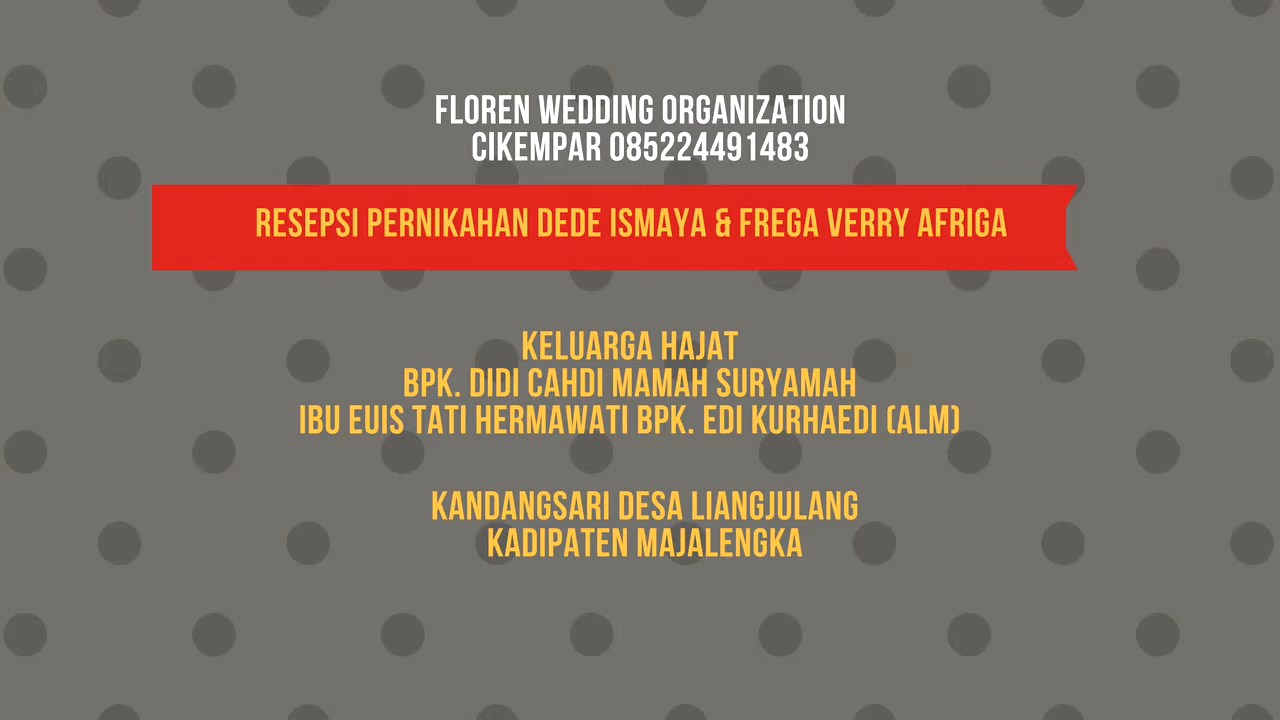 FLOREN WEDDING ORGANIZATION
CIKEMPAR 085224491483
RESEPSI PERNIKAHAN DEDE ISMAYA & FREGA VERRY AFRIGA
KELUARGA HAJAT
BPK. DIDI CAHDI MAMAH SURYAMAH
IBU EUIS TATI HERMAWATI BPK. EDI KURHAEDI (ALM)
KANDANGSARI DESA LIANGJULANG
KADIPATEN MAJALENGKA